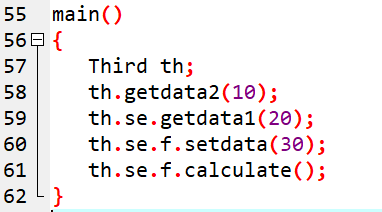 55 main()
56 {
57 Third th;
58 th.getdata2(10);
59 th.se.getdata1(20);
60 th.se.f.setdata(30);
61 th.se.f.calculate();
62 }